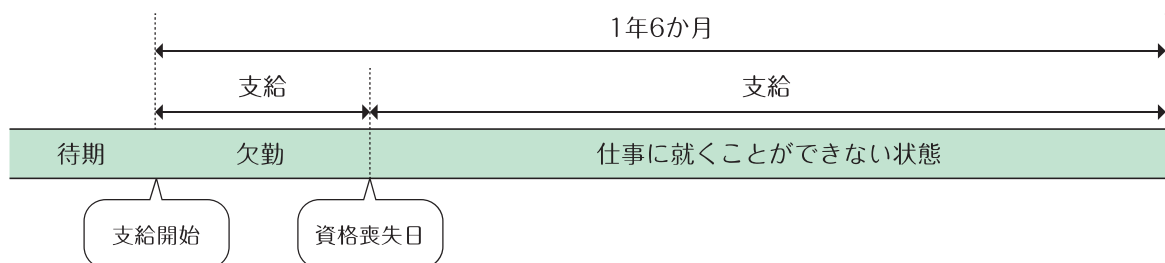 1年6か月
支給
支給
待期
欠勤
仕事に就くことができない状態
支給開始
資格喪失日